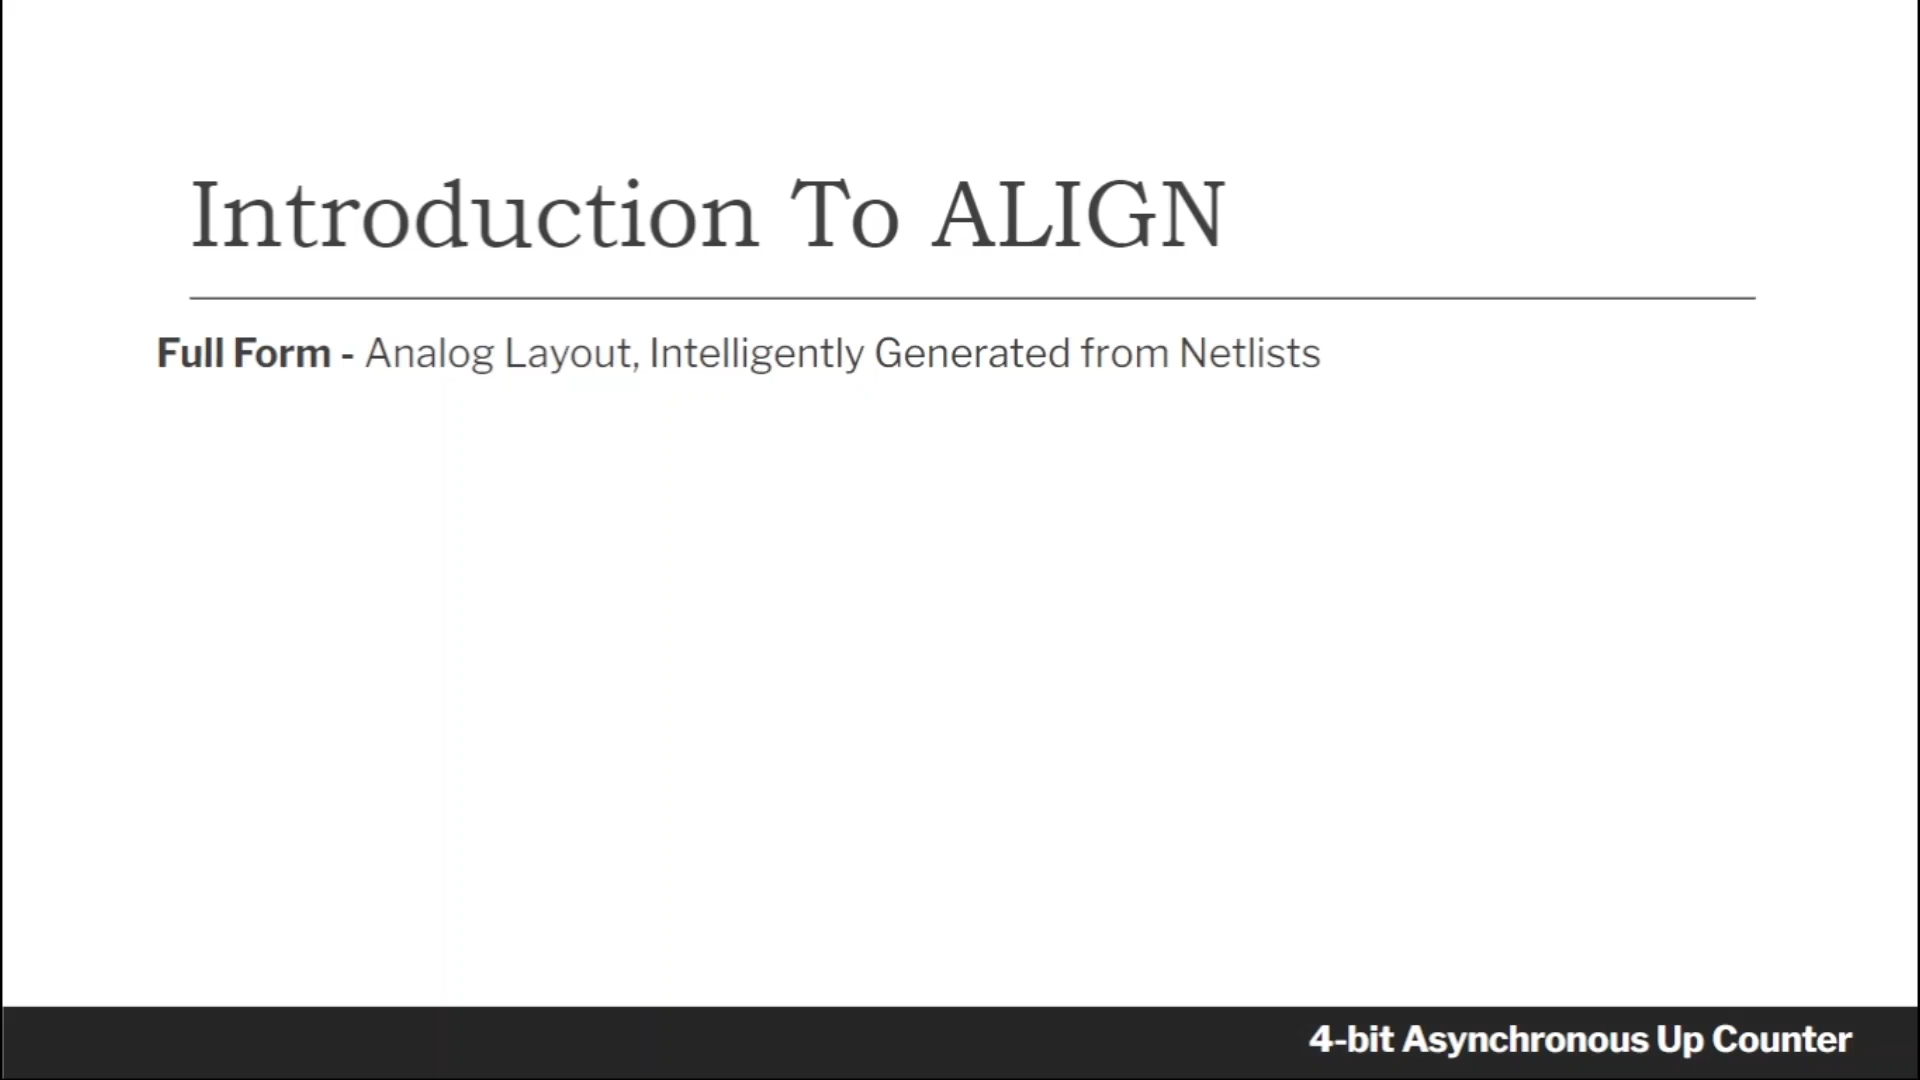 Introduction To ALIGN
Full Form - Analog Layout, Intelligently Generated from Netlists
4-bit Asynchronous Up Counter